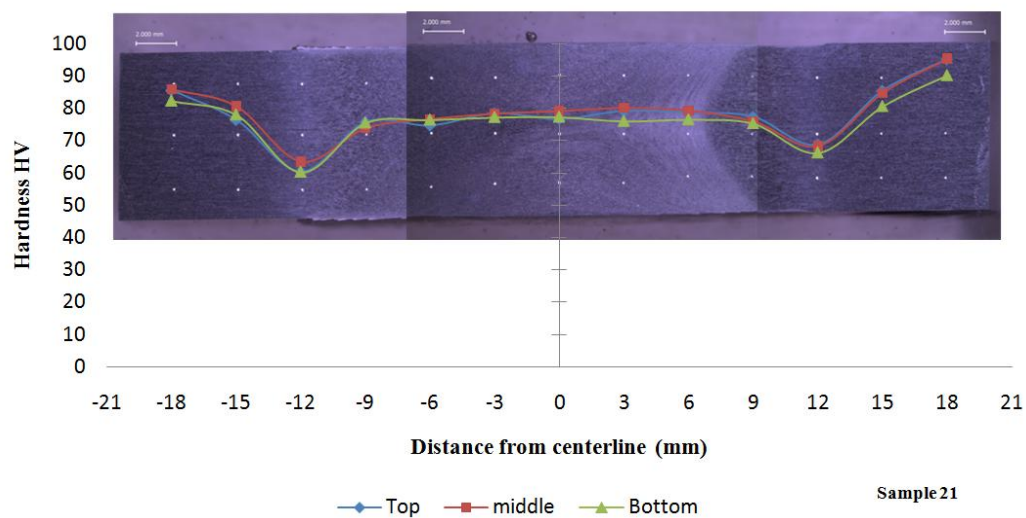 2.000 mm
2.000 mm
2.000 mm
100
90
80
70
60
50
40
30
20
10
0
Hardness HV
-21 -18 -15 -12 -9 -6 -3 0 3 6 9 12 15 18 21
Distance from centerline (mm)
Sample 21
Top middle Bottom